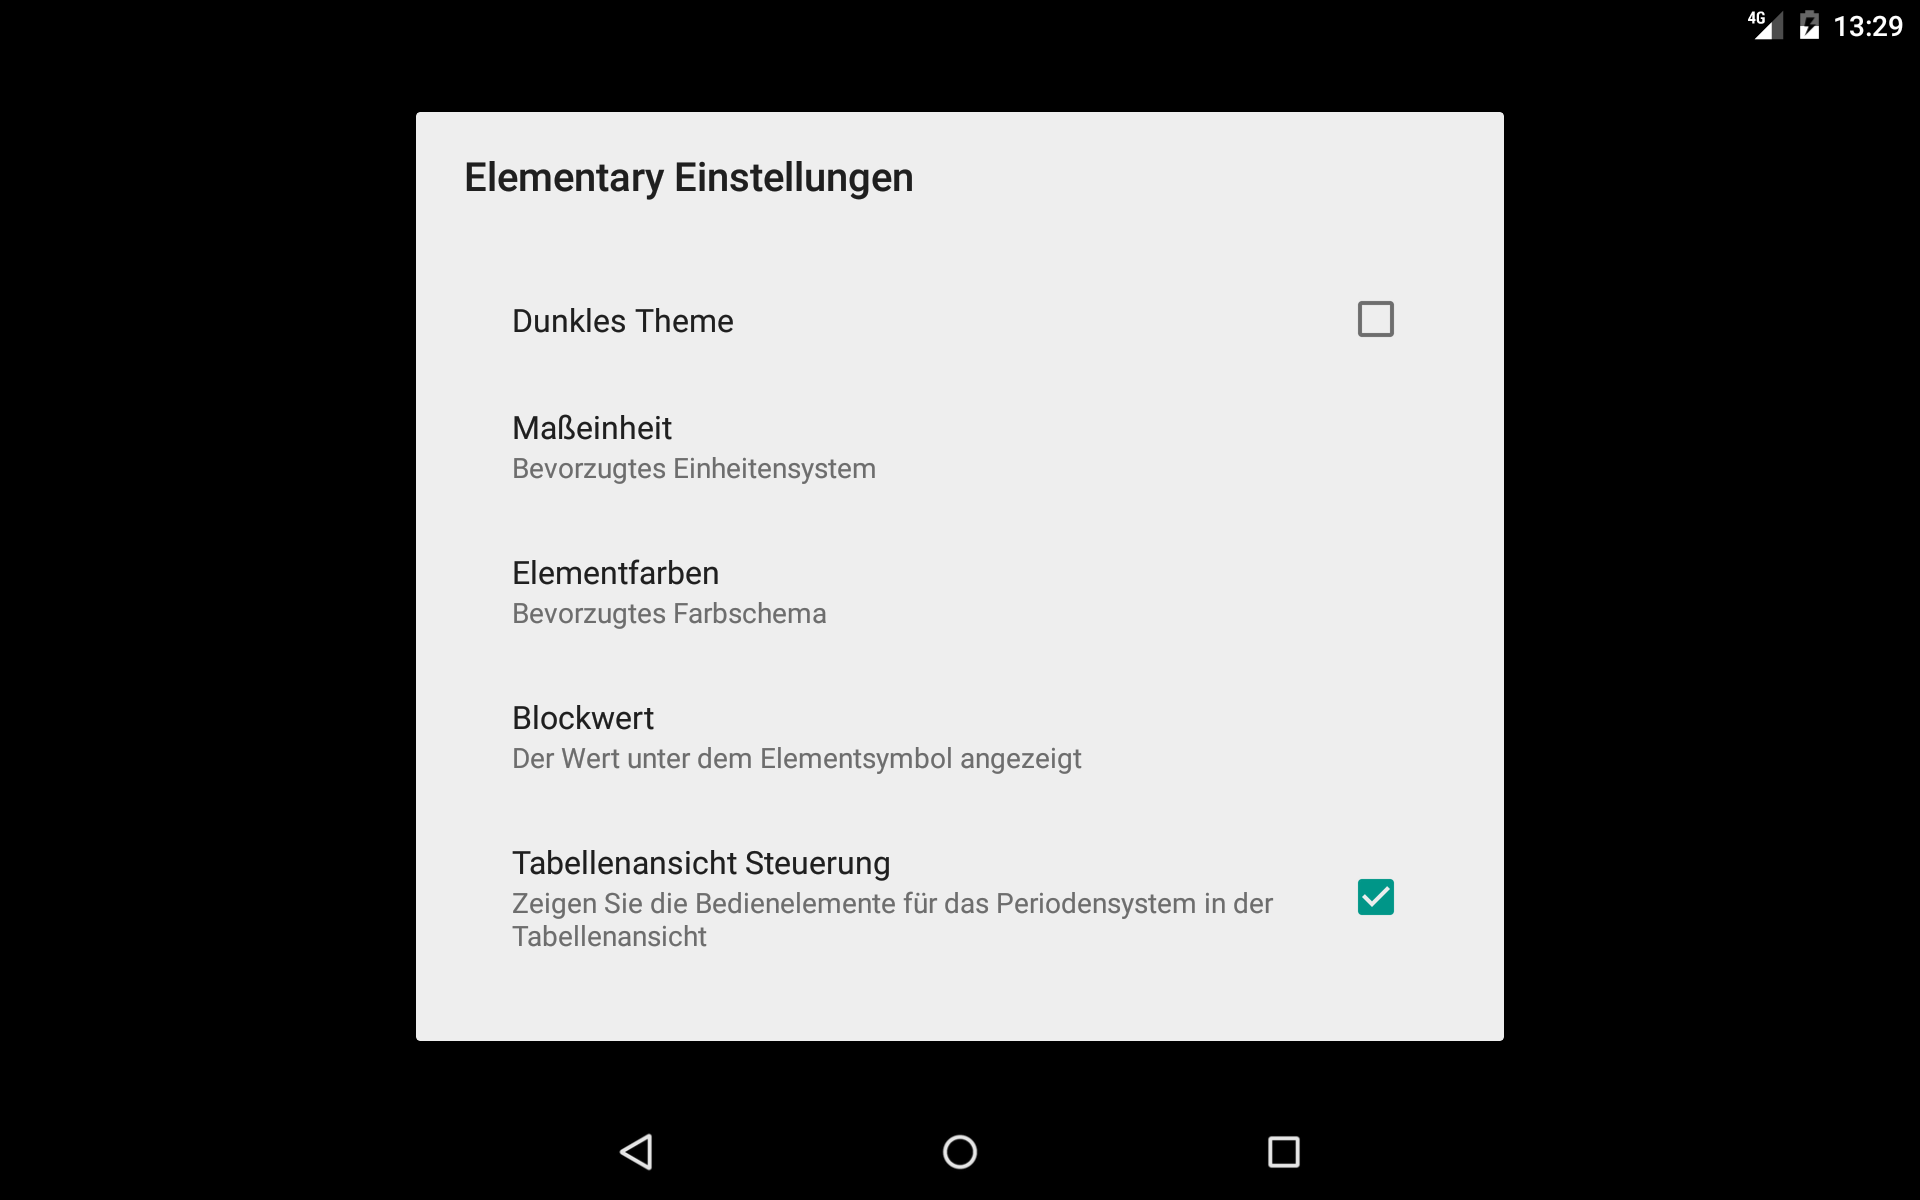 4G 13:29
Elementary Einstellungen
Dunkles Theme
Maßeinheit
Bevorzugtes Einheitensystem
Elementfarben
Bevorzugtes Farbschema
Blockwert
Der Wert unter dem Elementsymbol angezeigt
Tabellenansicht Steuerung
Zeigen Sie die Bedienelemente für das Periodensystem in der
Tabellenansicht